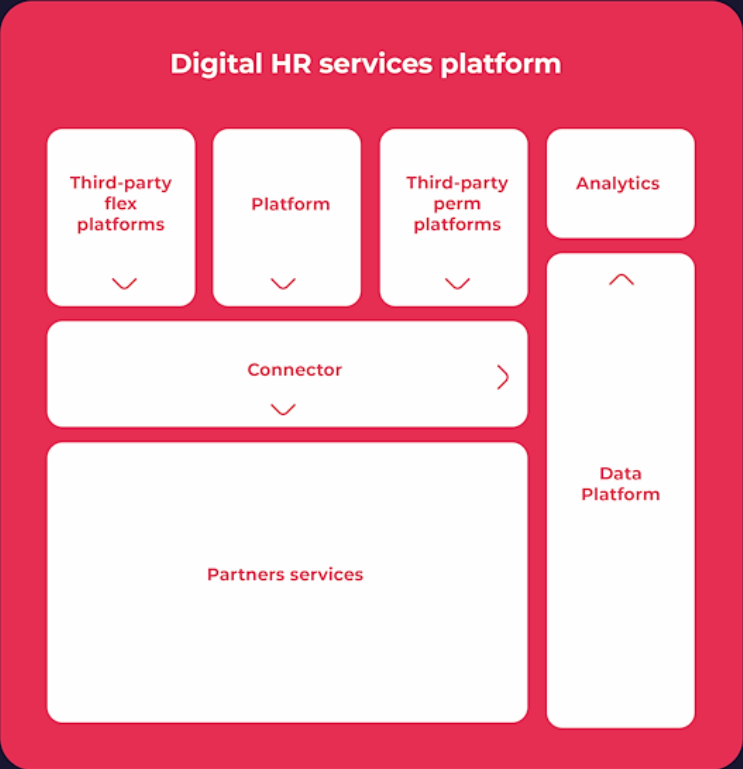 Digital HR services platform
Third-party
flex
platforms
Platform
Third-party
perm
platforms
Analytics
Connector
Data
Platform
Partners services